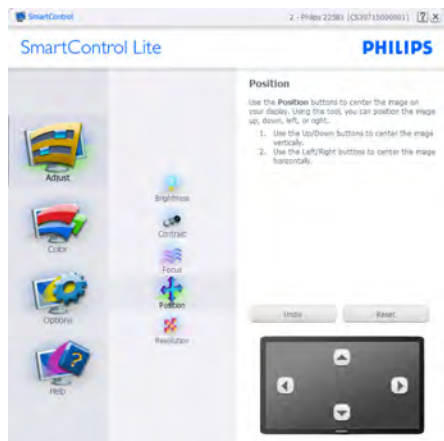 SmartControl
2 - Philips 225B1 (CS20715000001)
SmartControl Lite
PHILIPS
Position
Use the Position buttons to center the image on
your display. Using this tool, you can position the image
up, down, left, or right.
1. Use the Up/Down buttons to center the image
vertically.
2. Use the Left/Right buttons to center the image
horizontally.
Adjust
Brightness
Contrast
Color
Focus
Position
Options
Resolution
Undo
Reset
Help